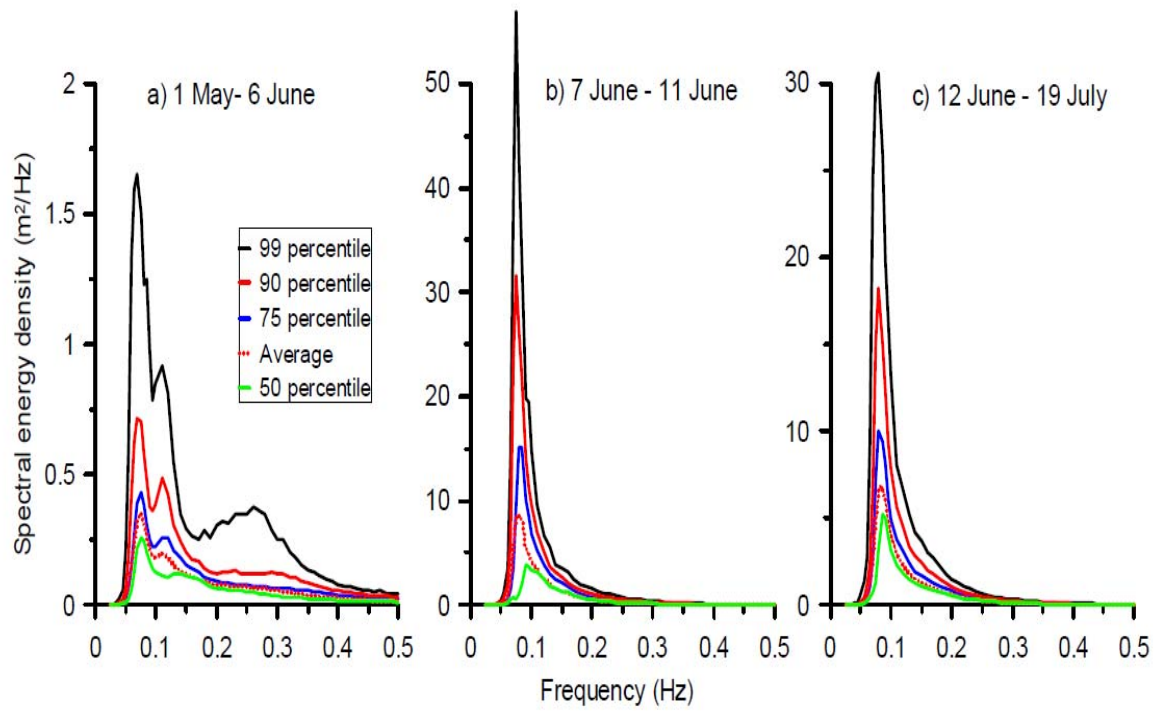 a) 1 May- 6 June
b) 7 June - 11 June
c) 12 June - 19 July
Spectral energy density (m²/Hz)
2
1.5
1
0.5
0
50
40
30
20
10
0
30
20
10
0
99 percentile
90 percentile
75 percentile
Average
50 percentile
0 0.1 0.2 0.3 0.4 0.5
0 0.1 0.2 0.3 0.4 0.5
0 0.1 0.2 0.3 0.4 0.5
Frequency (Hz)